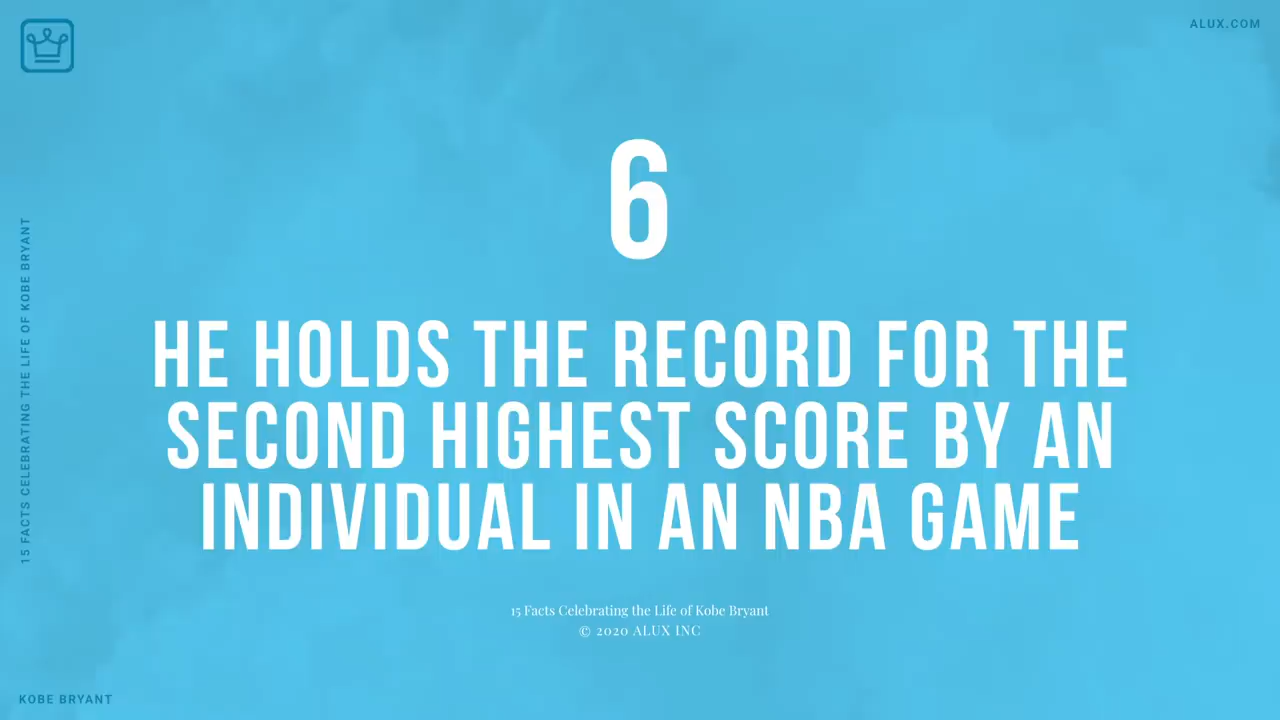 ALUX.COM
6
HE HOLDS THE RECORD FOR THE
SECOND HIGHEST SCORE BY AN
INDIVIDUAL IN AN NBA GAME
15 FACTS CELEBRATING THE LIFE OF KOBE BRYANT
15 Facts Celebrating the Life of Kobe Bryant
© 2020 ALUX INC
KOBE BRYANT